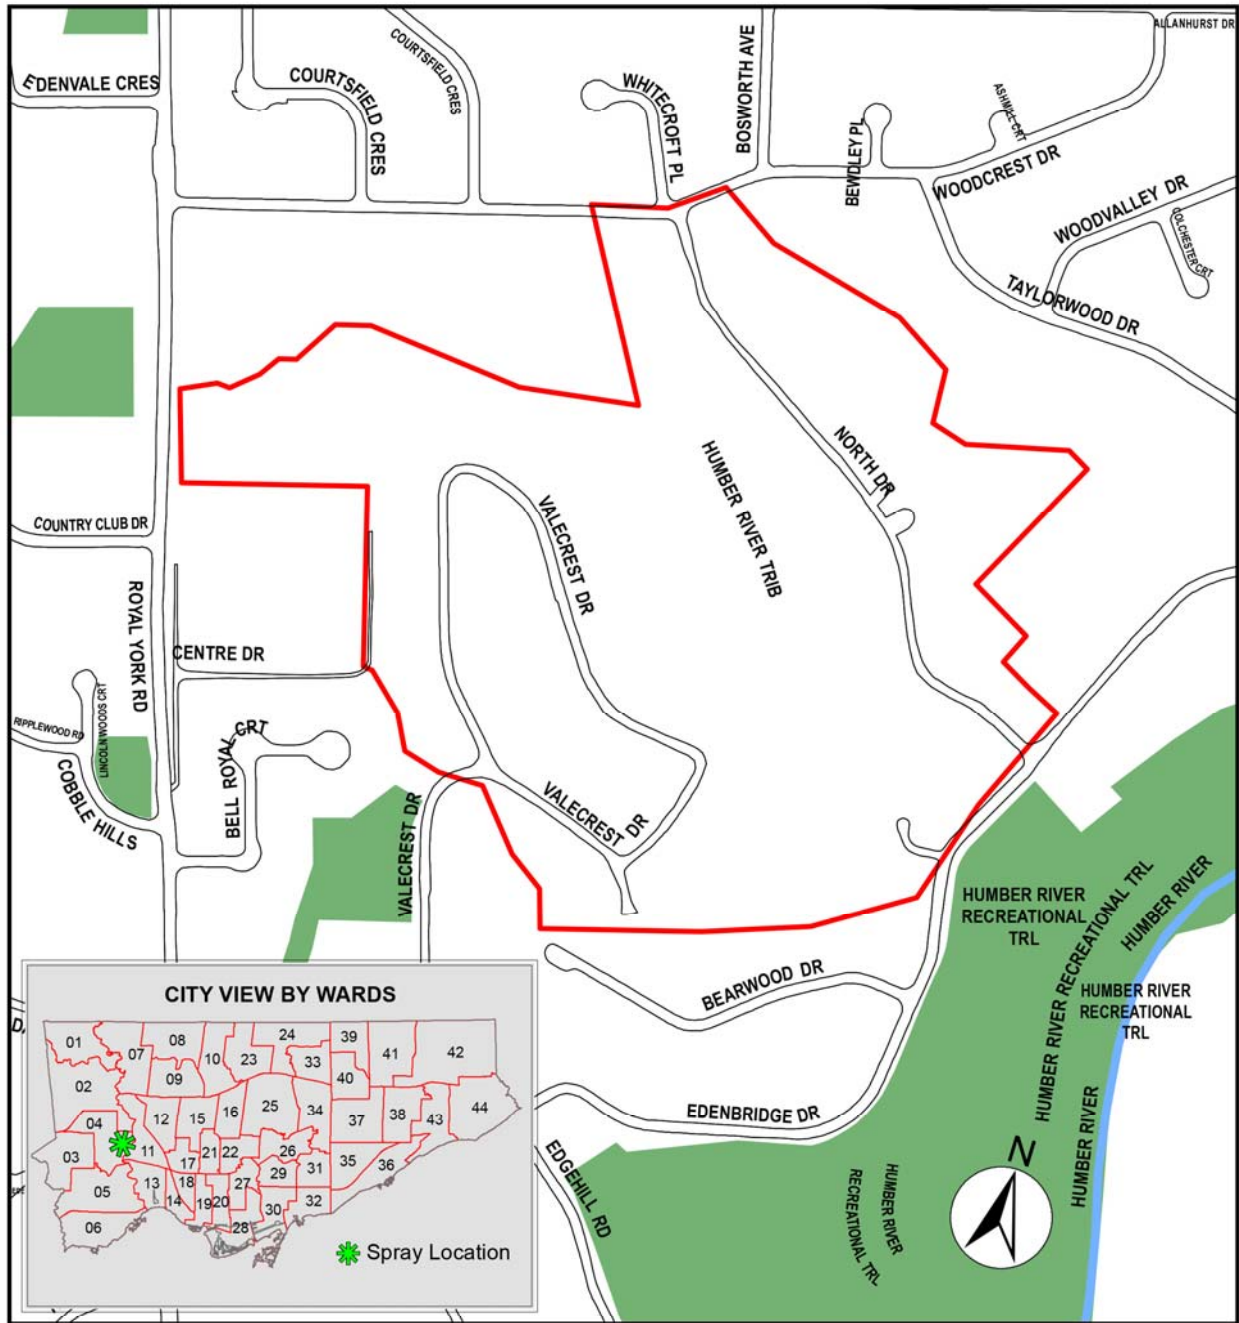 ALLANHURST DR
EDENVALE CRES
COURTSFIELD CRES
COURTSFIELD CRES
WHITECROFT PL
BOSWORTH AVE
BEWDLEY PL
ASHMILL CRT
WOODCREST DR
WOODVALLEY DR
COLCHESTER CRT
TAYLORWOOD DR
NORTH DR
HUMBER RIVER TRIB
VALECREST DR
COUNTRY CLUB DR
ROYAL YORK RD
CENTRE DR
LINCOLN WOODS CRT
RIPPLEWOOD RD
COBBLE HILLS
BELL ROYAL CRT
VALECREST DR
VALECREST DR
HUMBER RIVER
RECREATIONAL
TRL
HUMBER RIVER RECREATIONAL TRL
HUMBER RIVER
HUMBER RIVER
RECREATIONAL
TRL
BEARWOOD DR
EDENBRIDGE DR
EDGEHILL RD
HUMBER RIVER
RECREATIONAL TRL
HUMBER RIVER
N
CITY VIEW BY WARDS
01
02
03
04
05
06
07
08
09
10
11
12
13
14
15
16
17
18
19
20
21
22
23
24
25
26
27
28
29
30
31
32
33
34
35
36
37
38
39
40
41
42
43
44
Spray Location